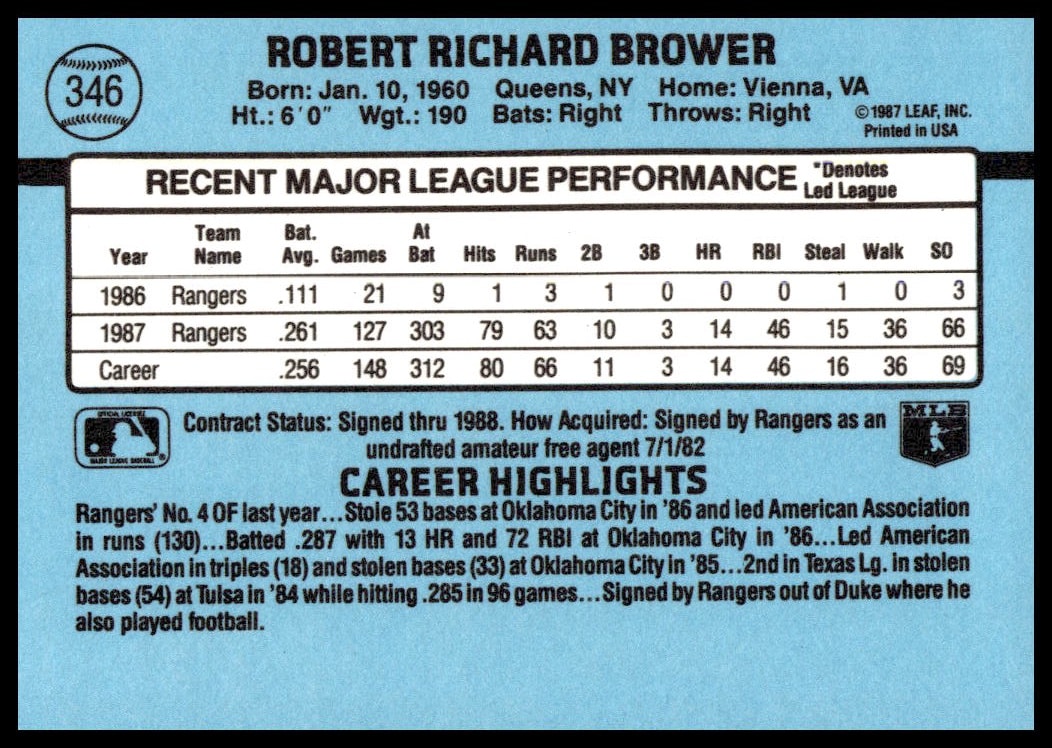 346
ROBERT RICHARD BROWER
Born: Jan. 10, 1960 Queens, NY Home: Vienna, VA
Ht.: 6'0" Wgt.: 190 Bats: Right Throws: Right
©1987 LEAF, INC.
Printed in USA
RECENT MAJOR LEAGUE PERFORMANCE *Denotes Led League
Year Team Name Bat. Avg. Games At Bat Hits Runs 2B 3B HR RBI Steal Walk SO
1986 Rangers .111 21 9 1 3 1 0 0 0 1 0 3
1987 Rangers .261 127 303 79 63 10 3 14 46 15 36 66
Career .256 148 312 80 66 11 3 14 46 16 36 69
OFFICIAL LICENSEE
MAJOR LEAGUE BASEBALL ®
MLB
Contract Status: Signed thru 1988. How Acquired: Signed by Rangers as an
undrafted amateur free agent 7/1/82
CAREER HIGHLIGHTS
Rangers' No. 4 OF last year...Stole 53 bases at Oklahoma City in '86 and led American Association
in runs (130)...Batted .287 with 13 HR and 72 RBI at Oklahoma City in '86...Led American
Association in triples (18) and stolen bases (33) at Oklahoma City in '85...2nd in Texas Lg. in stolen
bases (54) at Tulsa in '84 while hitting .285 in 96 games...Signed by Rangers out of Duke where he
also played football.